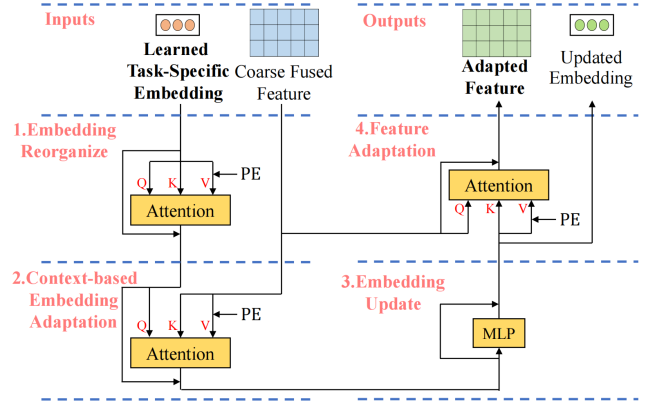 Inputs
Learned
Task-Specific
Embedding
Coarse Fused
Feature
1.Embedding
Reorganize
Q
K
V
PE
Attention
2.Context-based
Embedding
Adaptation
Q
K
V
PE
Attention
Outputs
Adapted
Feature
Updated
Embedding
4.Feature
Adaptation
Attention
Q
K
V
PE
3.Embedding
Update
MLP